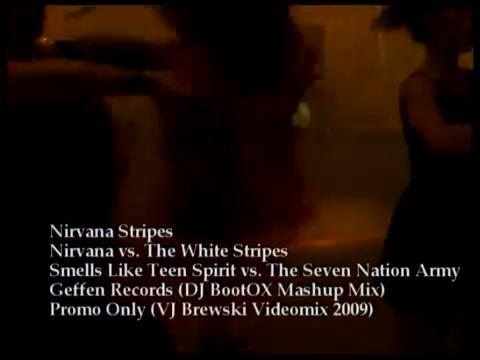 Nirvana Stripes
Nirvana vs. The White Stripes
Smells Like Teen Spirit vs. The Seven Nation Army
Geffen Records (DJ BootOX Mashup Mix)
Promo Only (VJ Brewski Videomix 2009)